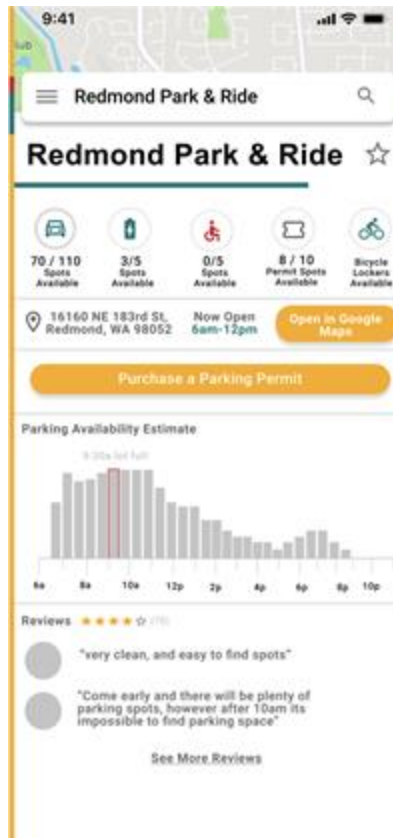 9:41
Redmond Park & Ride
Redmond Park & Ride
70 / 110
Spots
Available
3/5
Spots
Available
0/5
Spots
Available
8 / 10
Permit Spots
Available
Bicycle
Lockers
Available
16160 NE 183rd St,
Redmond, WA 98052
Now Open
6am-12pm
Open in Google
Maps
Purchase a Parking Permit
Parking Availability Estimate
9:30a lot full
6a 8a 10a 12p 2p 4p 6p 8p 10p
Reviews
"very clean, and easy to find spots"
"Come early and there will be plenty of
parking spots, however after 10am its
impossible to find parking space"
See More Reviews